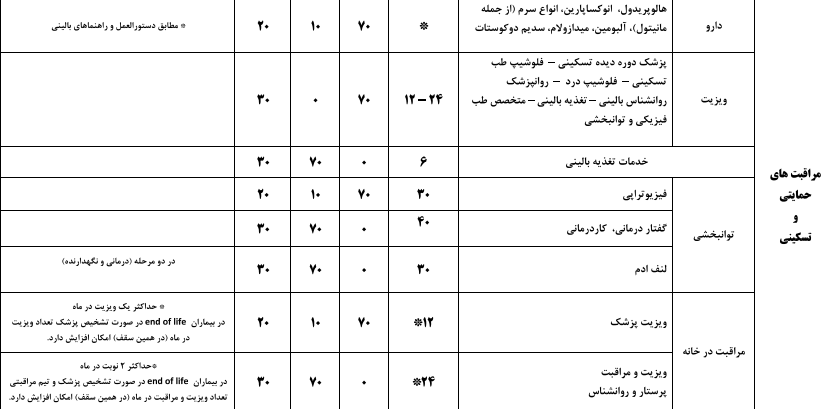 مراقبت های
حمایتی
و
تسکینی
دارو
هالوپریدول، انوکساپارین، انواع سرم (از جمله
مانیتول)، آلبومین، میدازولام، سدیم دوکوستات
*
۷۰
۱۰
۲۰
* مطابق دستورالعمل و راهنماهای بالینی
ویزیت
پزشک دوره دیده تسکینی – فلوشیپ طب
تسکینی – فلوشیپ درد – روانپزشک
روانشناس بالینی – تغذیه بالینی – متخصص طب
فیزیکی و توانبخشی
۱۲ – ۲۴
۷۰
۰
۳۰
خدمات تغذیه بالینی
۶
۰
۷۰
۳۰
توانبخشی
فیزیوتراپی
۳۰
۷۰
۱۰
۲۰
گفتار درمانی، کاردرمانی
۴۰
۰
۷۰
۳۰
لنف ادم
۳۰
۰
۷۰
۳۰
در دو مرحله (درمانی و نگهدارنده)
مراقبت در خانه
ویزیت پزشک
۱۲*
۷۰
۱۰
۲۰
* حداکثر یک ویزیت در ماه
در بیماران end of life در صورت تشخیص پزشک تعداد ویزیت
در ماه (در همین سقف) امکان افزایش دارد.
ویزیت و مراقبت
پرستار و روانشناس
۲۴*
۰
۷۰
۳۰
*حداکثر ۲ نوبت در ماه
در بیماران end of life در صورت تشخیص پزشک و تیم مراقبتی
تعداد ویزیت و مراقبت در ماه (در همین سقف) امکان افزایش دارد.